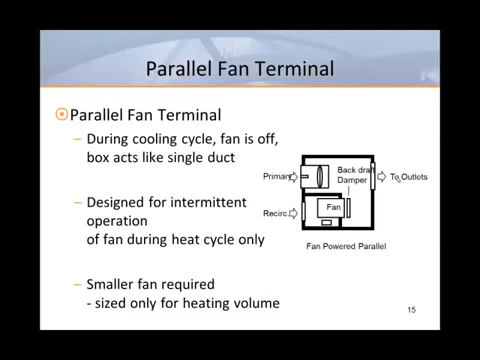 Parallel Fan Terminal
Parallel Fan Terminal
– During cooling cycle, fan is off,
box acts like single duct
– Designed for intermittent
operation
of fan during heat cycle only
– Smaller fan required
- sized only for heating volume
Primary
Back draft
Damper
To Outlets
Recirc.
Fan
Fan Powered Parallel
15